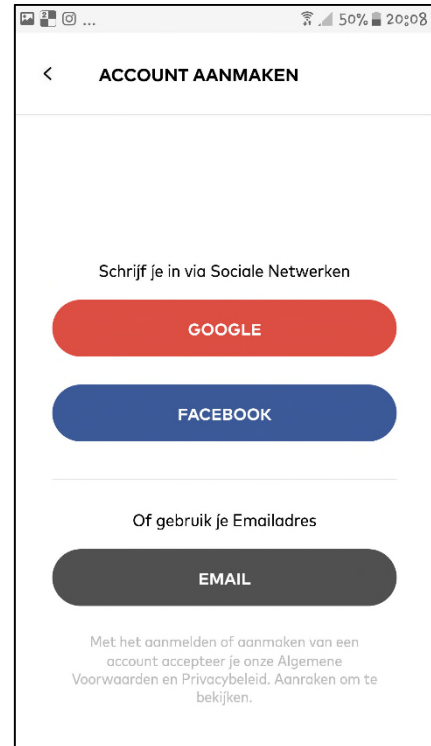 ... 50% 20:08
ACCOUNT AANMAKEN
Schrijf je in via Sociale Netwerken
GOOGLE
FACEBOOK
Of gebruik je Emailadres
EMAIL
Met het aanmelden of aanmaken van een
account accepteer je onze Algemene
Voorwaarden en Privacybeleid. Aanraken om te
bekijken.